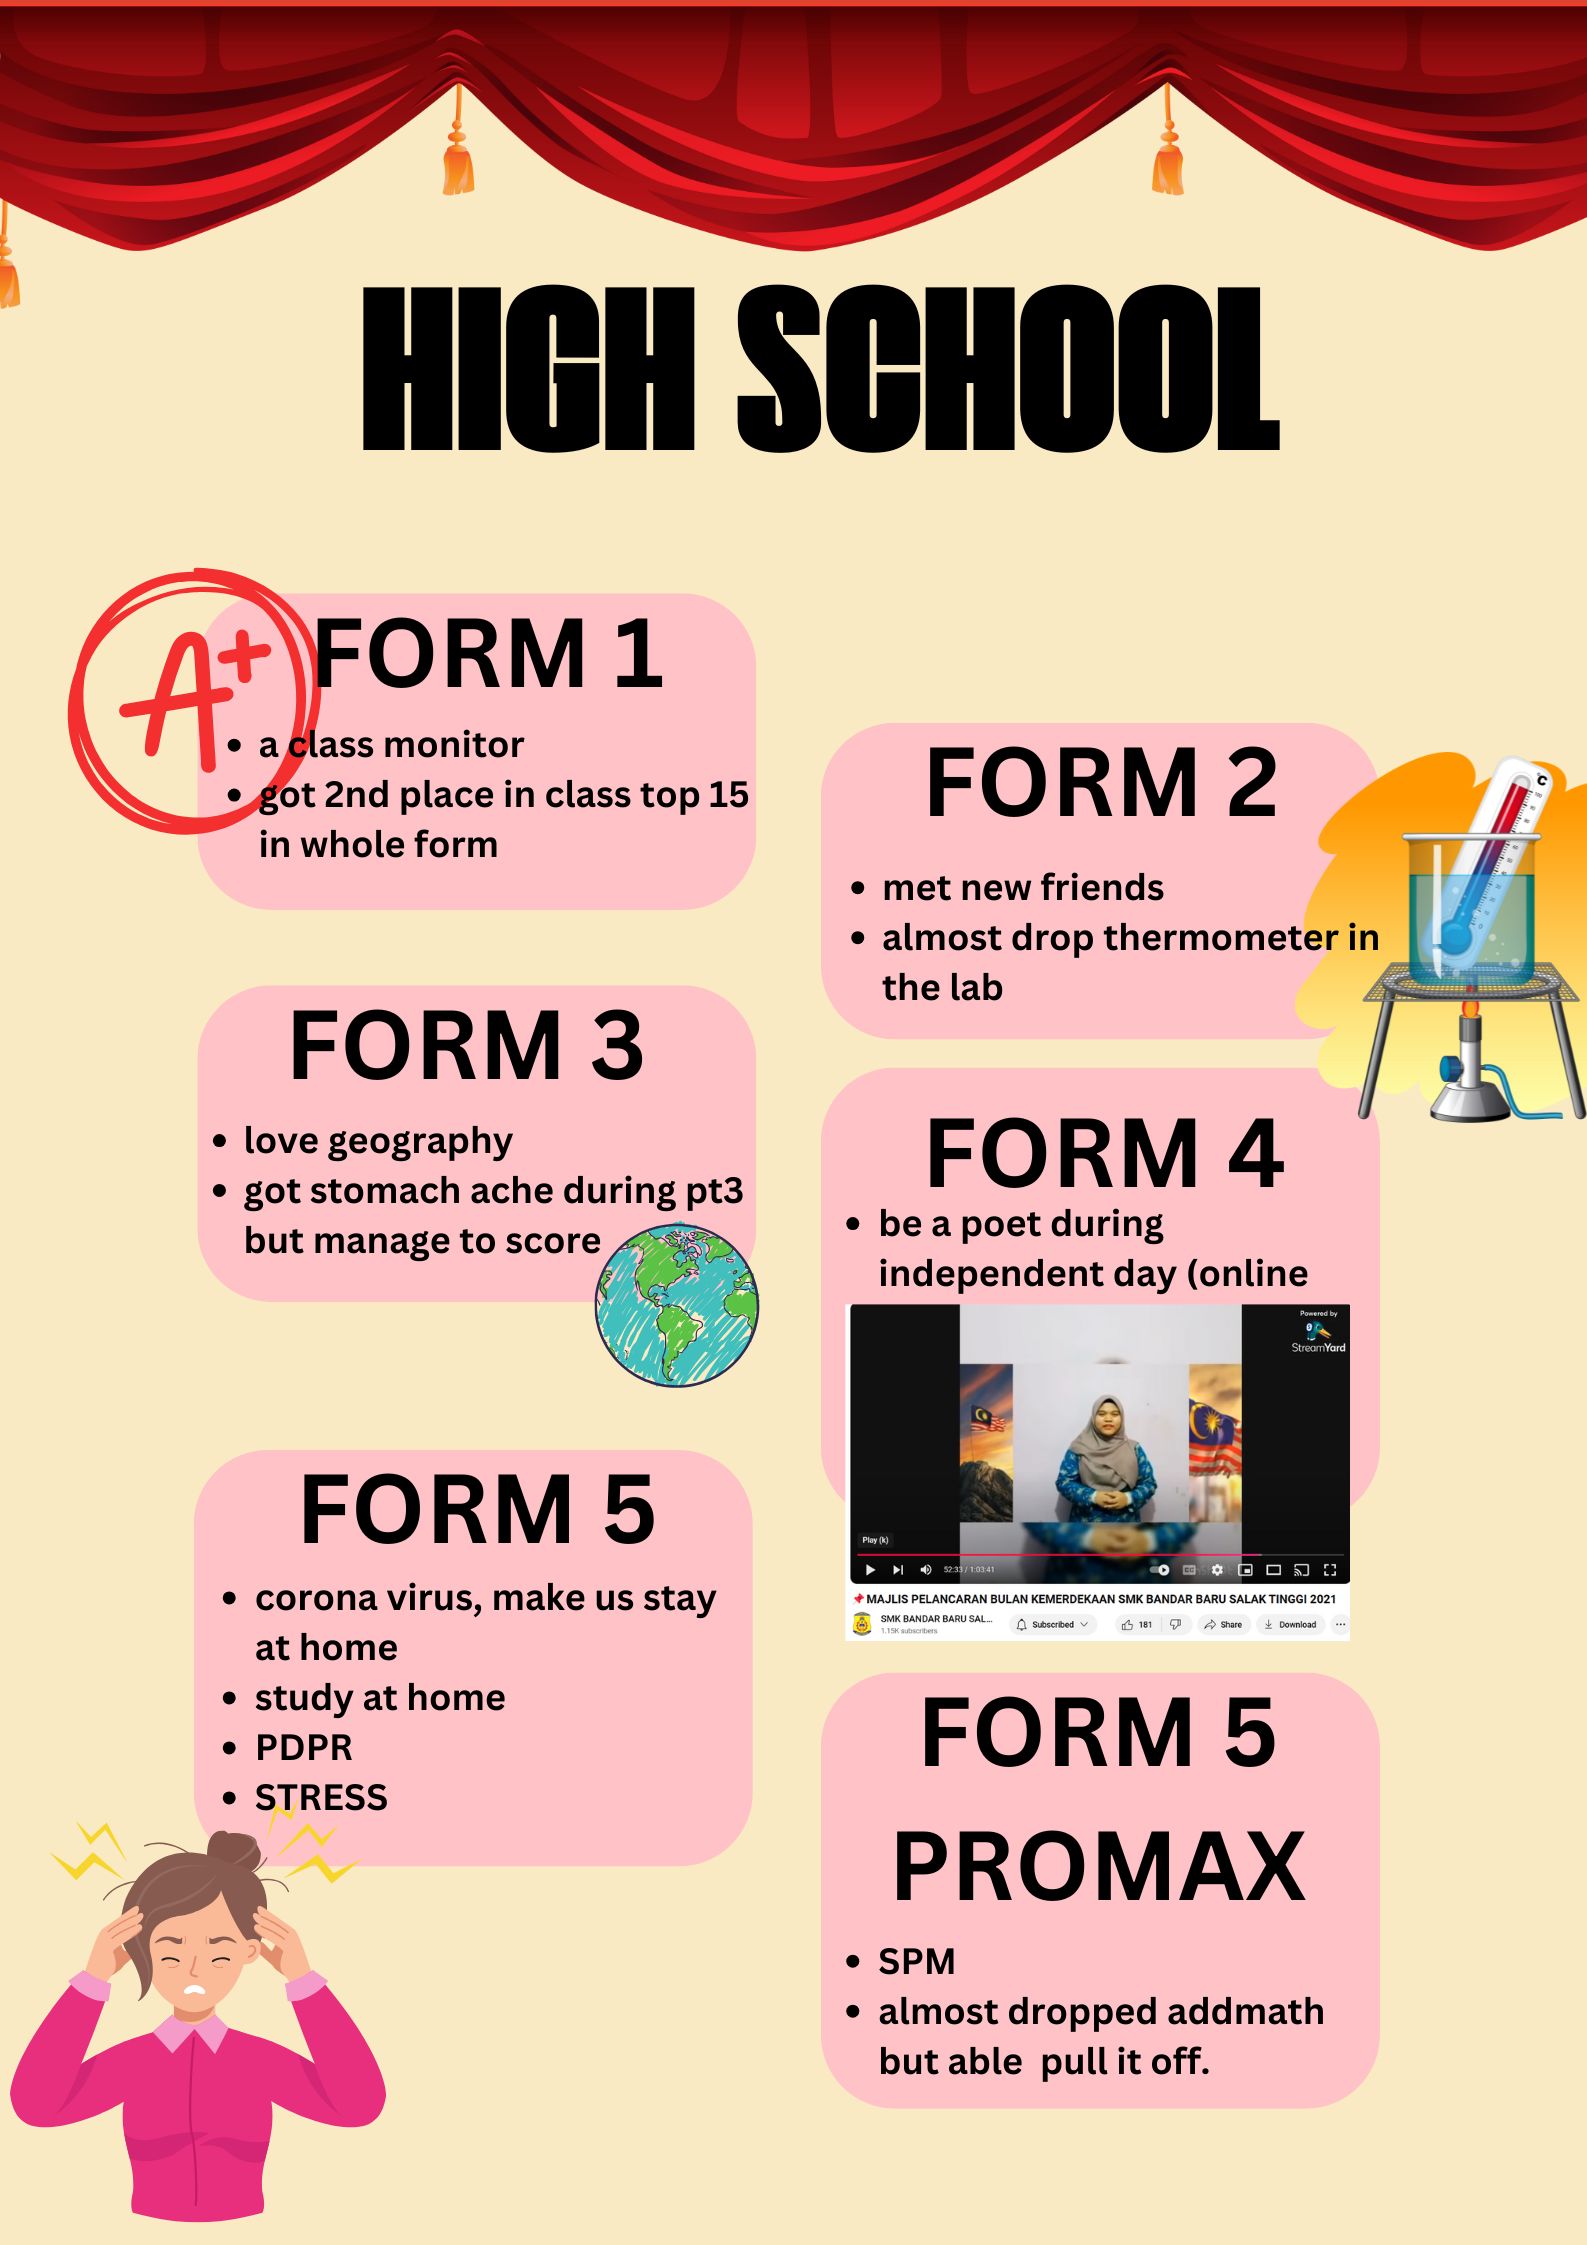 HIGH SCHOOL
A+
FORM 1
a class monitor
got 2nd place in class top 15
in whole form
FORM 2
met new friends
almost drop thermometer in
the lab
C
FORM 3
love geography
got stomach ache during pt3
but manage to score
FORM 4
be a poet during
independent day (online
Powered by
StreamYard
Play (k)
52:33 / 1:03:41
📌MAJLIS PELANCARAN BULAN KEMERDEKAAN SMK BANDAR BARU SALAK TINGGI 2021
SMK BANDAR BARU SAL...
1.15K subscribers
Subscribed
181
Share
Download
...
FORM 5
corona virus, make us stay
at home
study at home
PDPR
STRESS
FORM 5
PROMAX
SPM
almost dropped addmath
but able  pull it off.